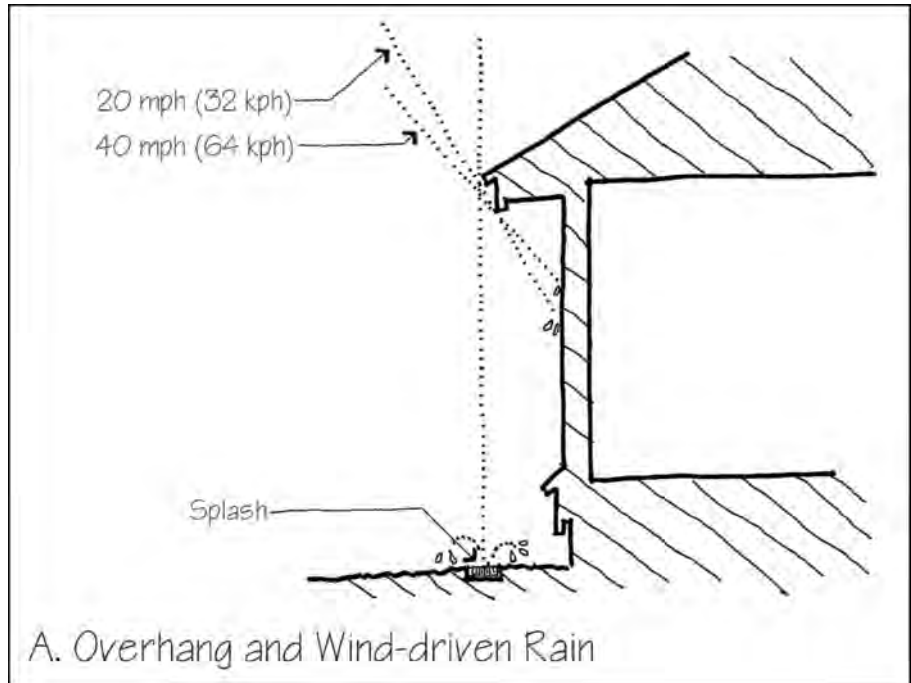 20 mph (32 kph)
40 mph (64 kph)
Splash
A. Overhang and Wind-driven Rain